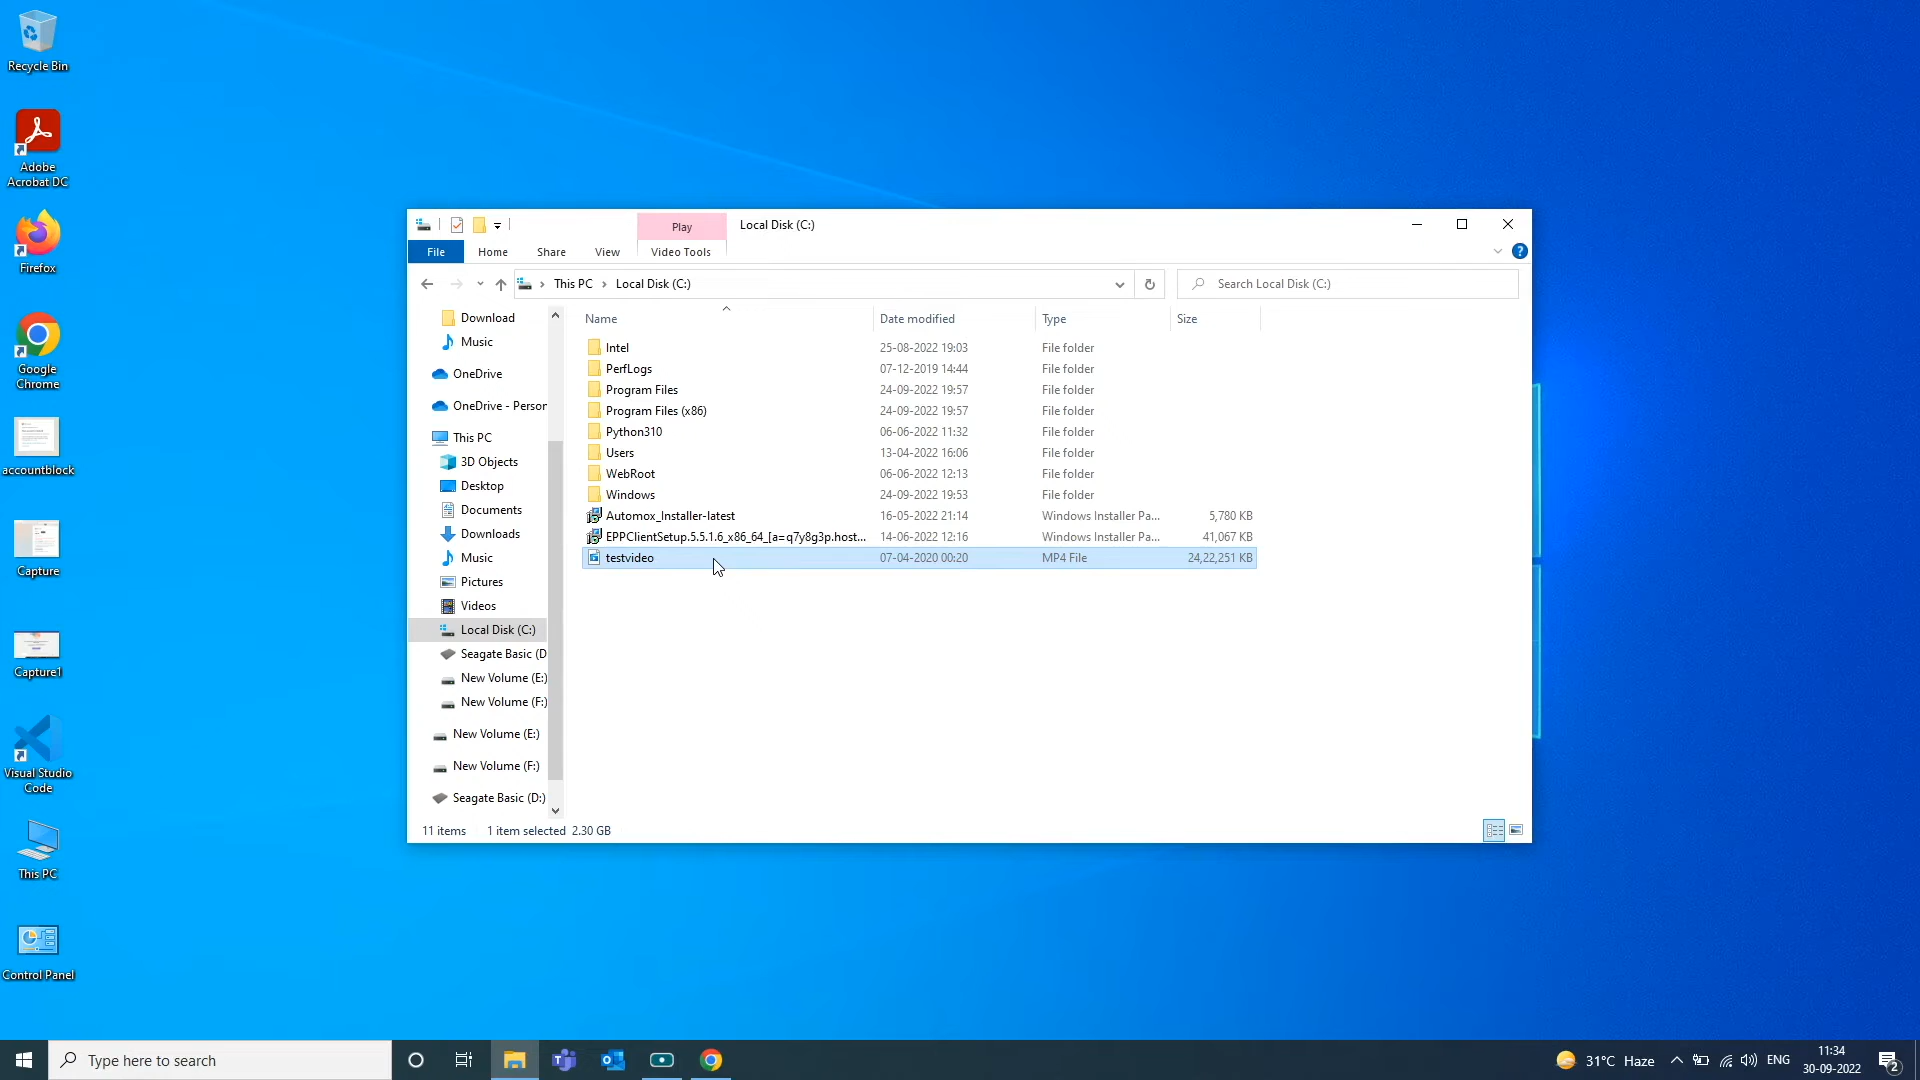 Recycle Bin
Adobe
Acrobat DC
Firefox
Google
Chrome
accountblock
Capture
Capture1
Visual Studio
Code
This PC
Control Panel
Play
Local Disk (C:)
File
Home
Share
View
Video Tools
This PC
Local Disk (C:)
Search Local Disk (C:)
Download
Music
OneDrive
OneDrive - Person
This PC
3D Objects
Desktop
Documents
Downloads
Music
Pictures
Videos
Local Disk (C:)
Seagate Basic (D
New Volume (E:)
New Volume (F:)
New Volume (E:)
New Volume (F:)
Seagate Basic (D:)
Name Date modified Type Size
Intel 25-08-2022 19:03 File folder
PerfLogs 07-12-2019 14:44 File folder
Program Files 24-09-2022 19:57 File folder
Program Files (x86) 24-09-2022 19:57 File folder
Python310 06-06-2022 11:32 File folder
Users 13-04-2022 16:06 File folder
WebRoot 06-06-2022 12:13 File folder
Windows 24-09-2022 19:53 File folder
Automox_Installer-latest 16-05-2022 21:14 Windows Installer Pa... 5,780 KB
EPPClientSetup.5.5.1.6_x86_64_[a=q7y8g3p.host... 14-06-2022 12:16 Windows Installer Pa... 41,067 KB
testvideo 07-04-2020 00:20 MP4 File 24,22,251 KB
11 items 1 item selected 2.30 GB
Type here to search
31°C Haze
ENG
11:34
30-09-2022
2